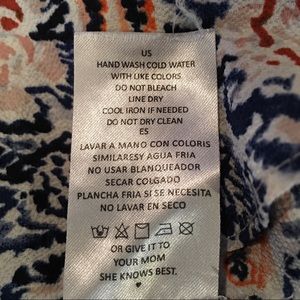 US
HAND WASH COLD WATER
WITH LIKE COLORS
DO NOT BLEACH
LINE DRY
COOL IRON IF NEEDED
DO NOT DRY CLEAN
ES
LAVAR A MANO CON COLORIS
SIMILARESY AGUA FRIA
NO USAR BLANQUEADOR
SECAR COLGADO
PLANCHA FRIA SI SE NECESITA
NO LAVAR EN SECO
OR GIVE IT TO
YOUR MOM
SHE KNOWS BEST.